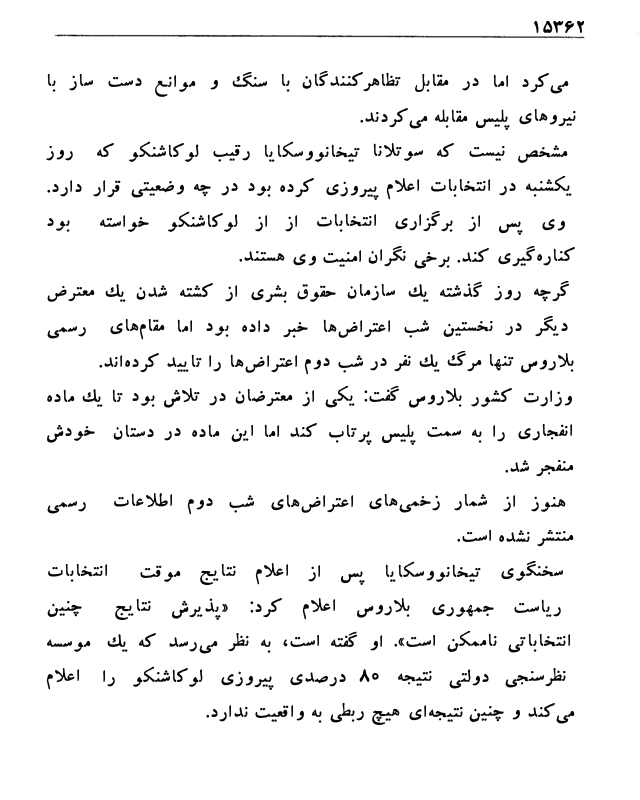 ۱۵۳۶۲
می‌کرد اما در مقابل تظاهرکنندگان با سنگ و موانع دست ساز با
نیروهای پلیس مقابله می‌کردند.
مشخص نیست که سوتلانا تیخانووسکایا رقیب لوکاشنکو که روز
یکشنبه در انتخابات اعلام پیروزی کرده بود در چه وضعیتی قرار دارد.
وی پس از برگزاری انتخابات از از لوکاشنکو خواسته بود
کناره‌گیری کند. برخی نگران امنیت وی هستند.
گرچه روز گذشته یك سازمان حقوق بشری از کشته شدن یك معترض
دیگر در نخستین شب اعتراض‌ها خبر داده بود اما مقام‌های رسمی
بلاروس تنها مرگ یك نفر در شب دوم اعتراض‌ها را تایید کرده‌اند.
وزارت کشور بلاروس گفت: یکی از معترضان در تلاش بود تا یك ماده
انفجاری را به سمت پلیس پرتاب کند اما این ماده در دستان خودش
منفجر شد.
هنوز از شمار زخمی‌های اعتراض‌های شب دوم اطلاعات رسمی
منتشر نشده است.
سخنگوی تیخانووسکایا پس از اعلام نتایج موقت انتخابات
ریاست جمهوری بلاروس اعلام کرد: «پذیرش نتایج چنین
انتخاباتی ناممکن است». او گفته است، به نظر می‌رسد که یك موسسه
نظرسنجی دولتی نتیجه ۸۰ درصدی پیروزی لوکاشنکو را اعلام
می‌کند و چنین نتیجه‌ای هیچ ربطی به واقعیت ندارد.